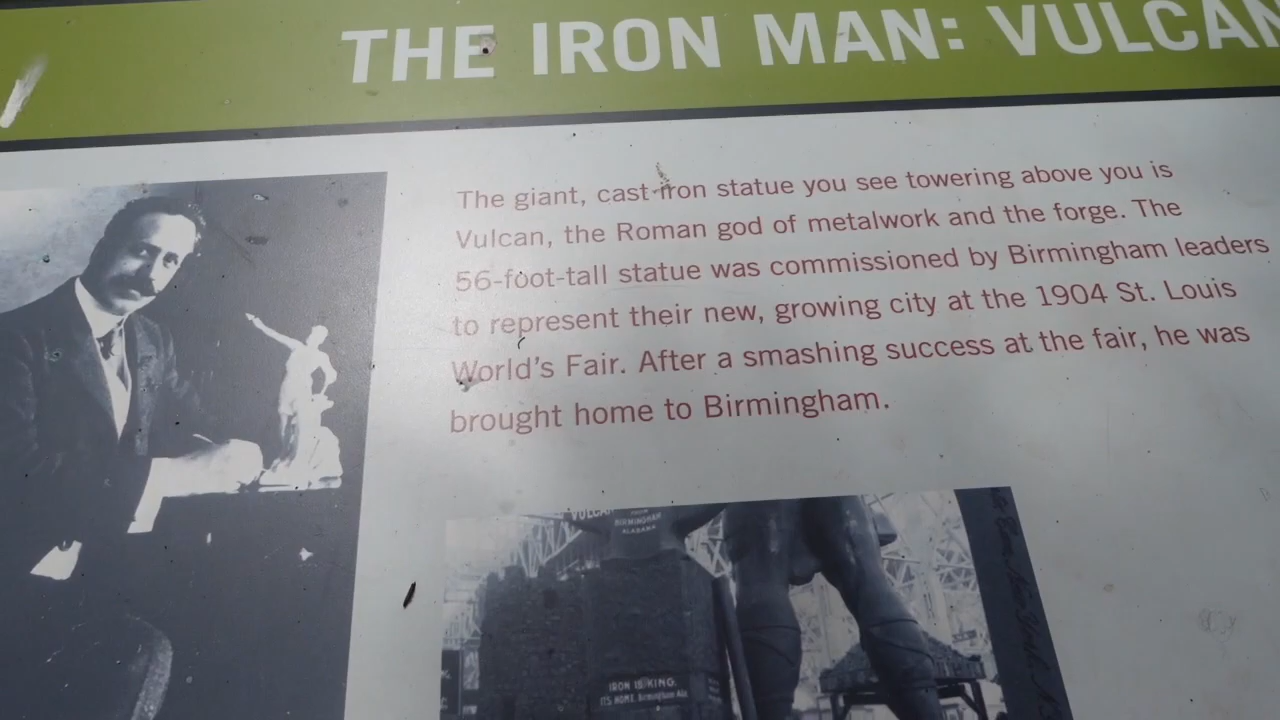 THE IRON MAN: VULCAN
The giant, cast-iron statue you see towering above you is
Vulcan, the Roman god of metalwork and the forge. The
56-foot-tall statue was commissioned by Birmingham leaders
to represent their new, growing city at the 1904 St. Louis
World's Fair. After a smashing success at the fair, he was
brought home to Birmingham.
VULCAN
FROM
BIRMINGHAM
ALABAMA
IRON IS KING.
ITS HOME. Birmingham Ala.